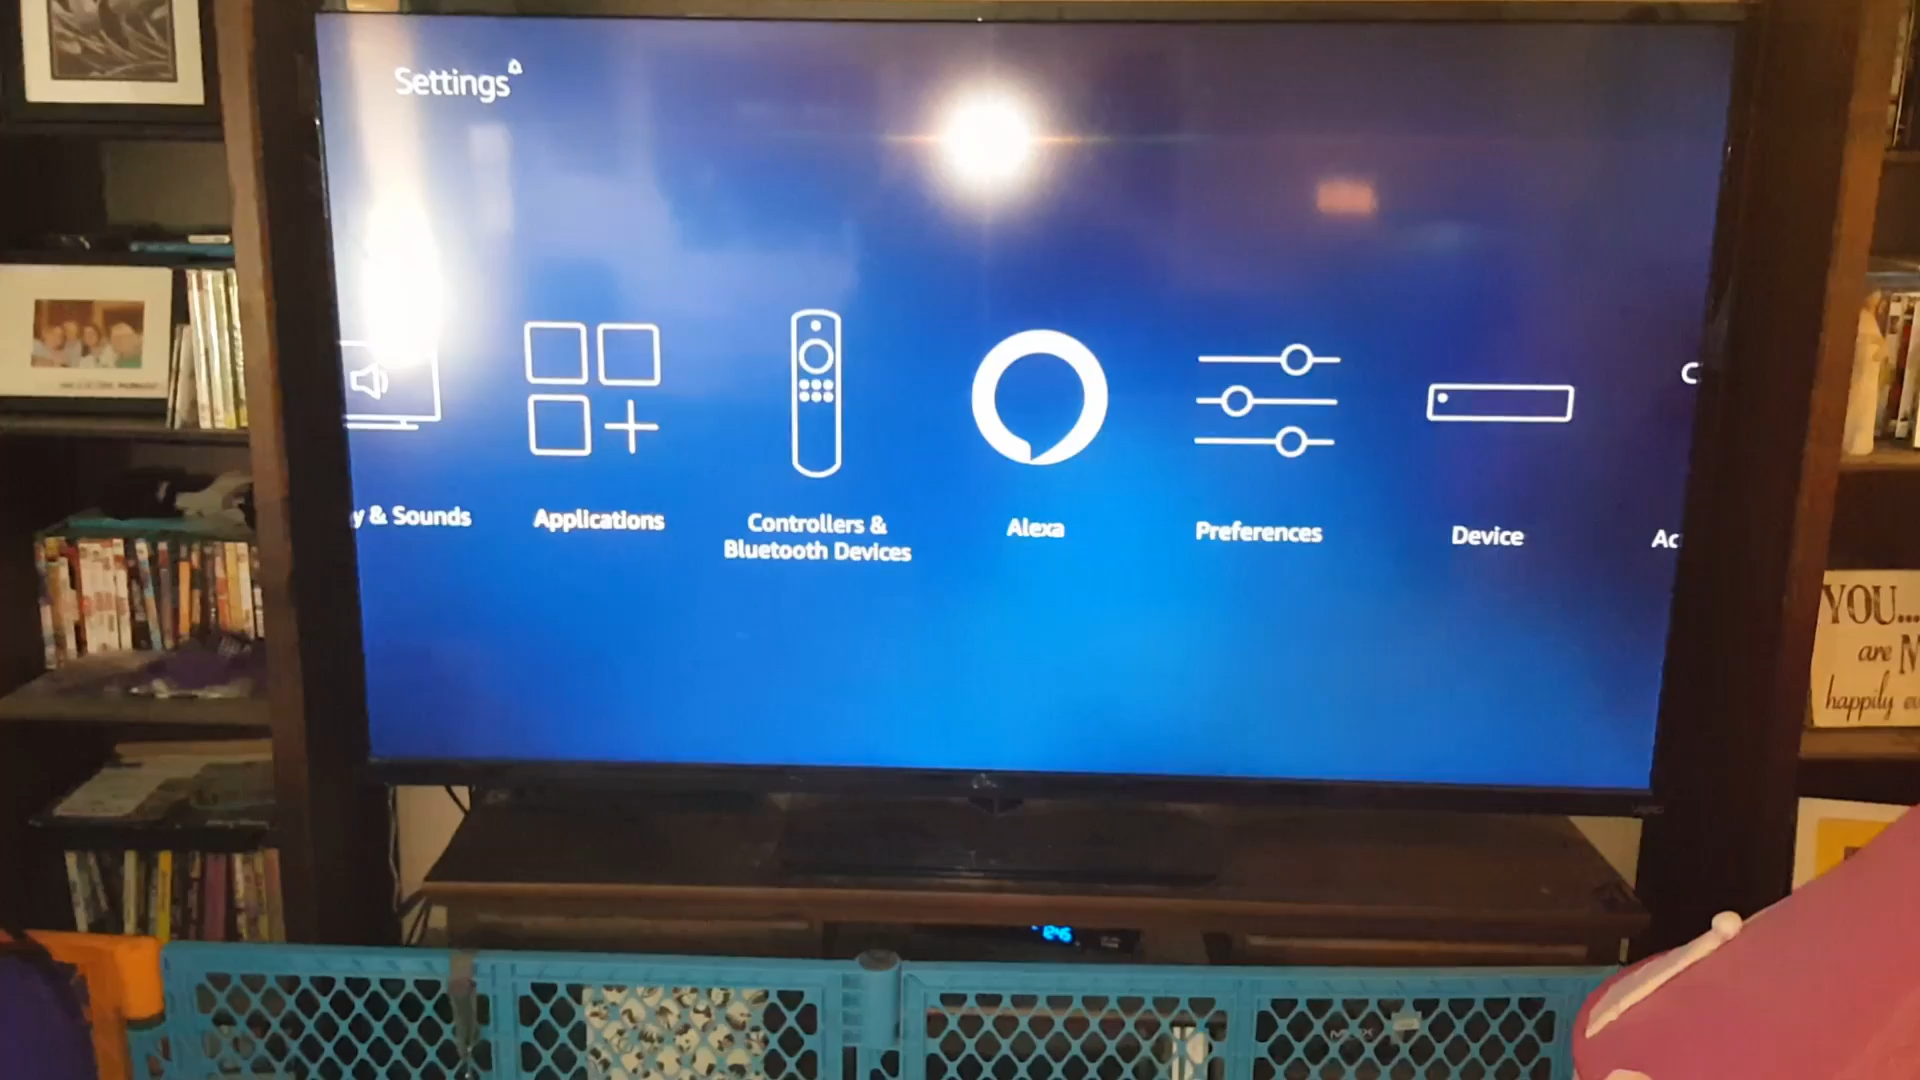 Settings
y & Sounds
Applications
Controllers &
Bluetooth Devices
Alexa
Preferences
Device
Ac
YOU...
are
happily